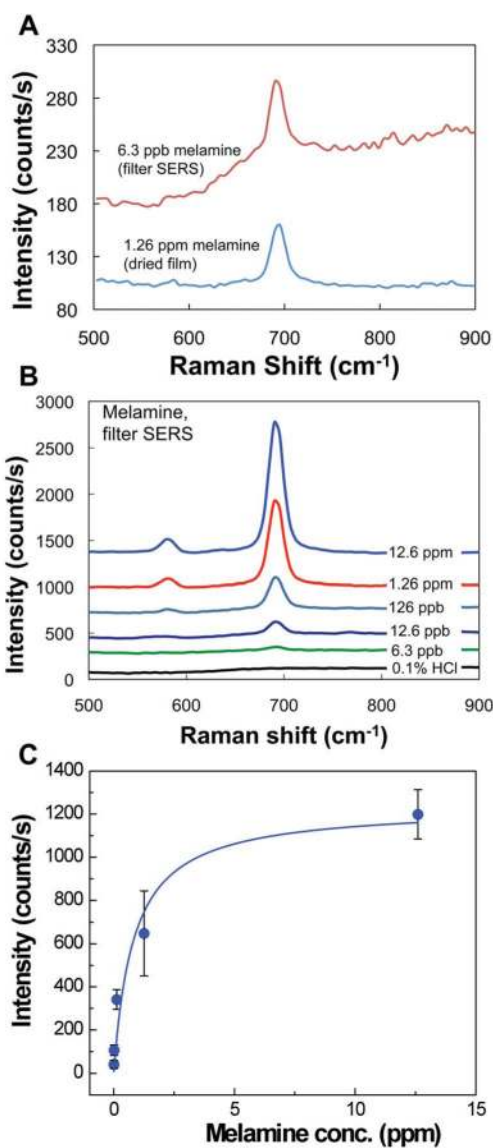 A
Intensity (counts/s)
330
280
230
180
130
80
6.3 ppb melamine
(filter SERS)
1.26 ppm melamine
(dried film)
500 600 700 800 900
Raman Shift (cm-1)
B
Intensity (counts/s)
3000
2500
2000
1500
1000
500
0
Melamine,
filter SERS
12.6 ppm
1.26 ppm
126 ppb
12.6 ppb
6.3 ppb
0.1% HCl
500 600 700 800 900
Raman shift (cm-1)
C
Intensity (counts/s)
1400
1200
1000
800
600
400
200
0
0 5 10 15
Melamine conc. (ppm)